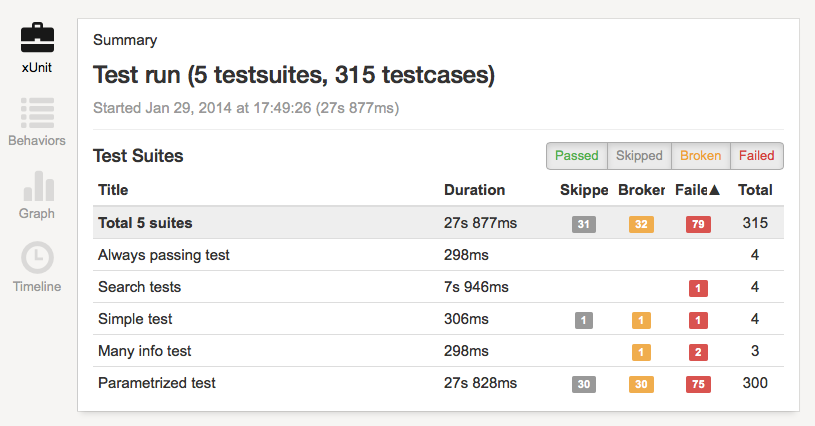 xUnit
Behaviors
Graph
Timeline
Summary
Test run (5 testsuites, 315 testcases)
Started Jan 29, 2014 at 17:49:26 (27s 877ms)
Test Suites
Passed Skipped Broken Failed
Title Duration Skippe Broker Faile▲ Total
Total 5 suites 27s 877ms 31 32 79 315
Always passing test 298ms 4
Search tests 7s 946ms 1 4
Simple test 306ms 1 1 1 4
Many info test 298ms 1 2 3
Parametrized test 27s 828ms 30 30 75 300